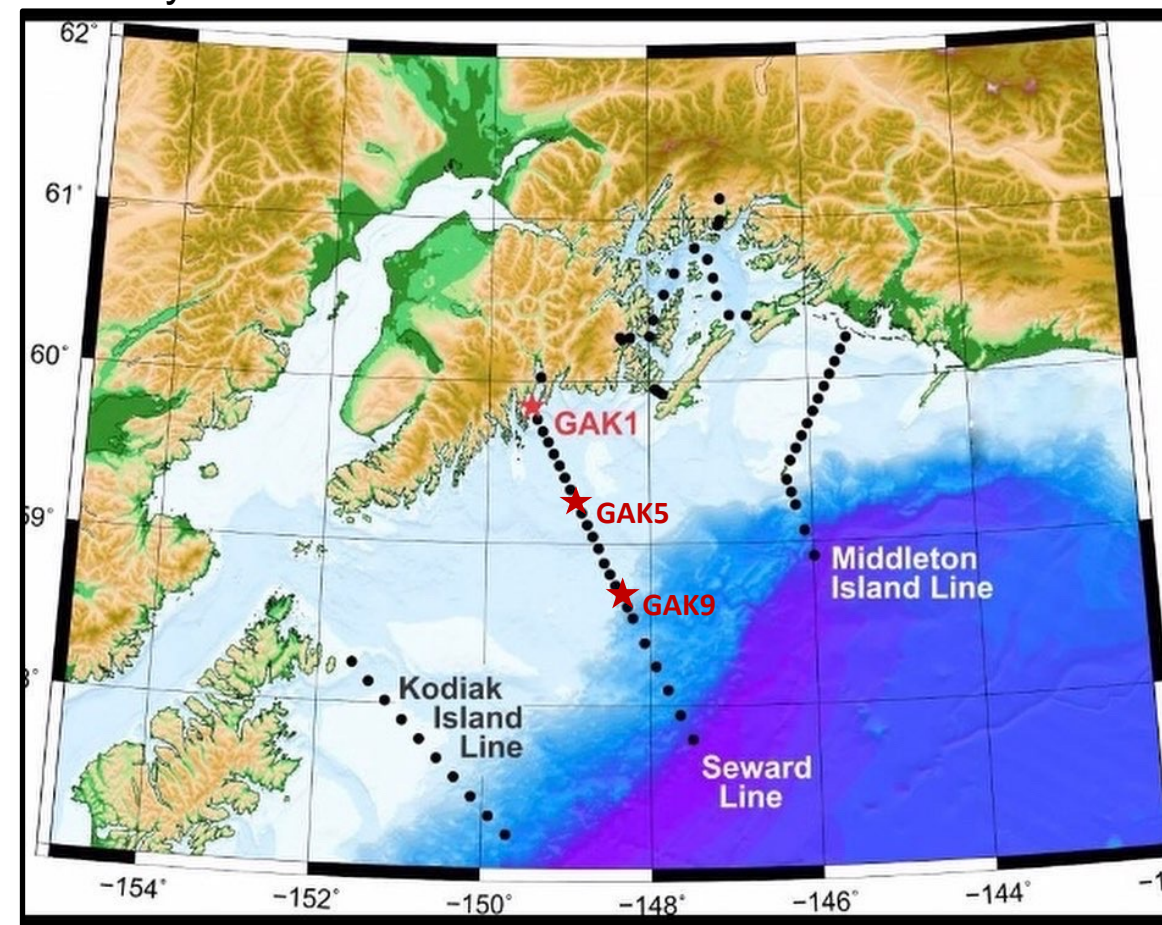 62°
61°
GAK1
60°
GAK5
Middleton
Island Line
GAK9
Kodiak
Island
Line
Seward
Line
−154°
−152°
−150°
−148°
−146°
−144°